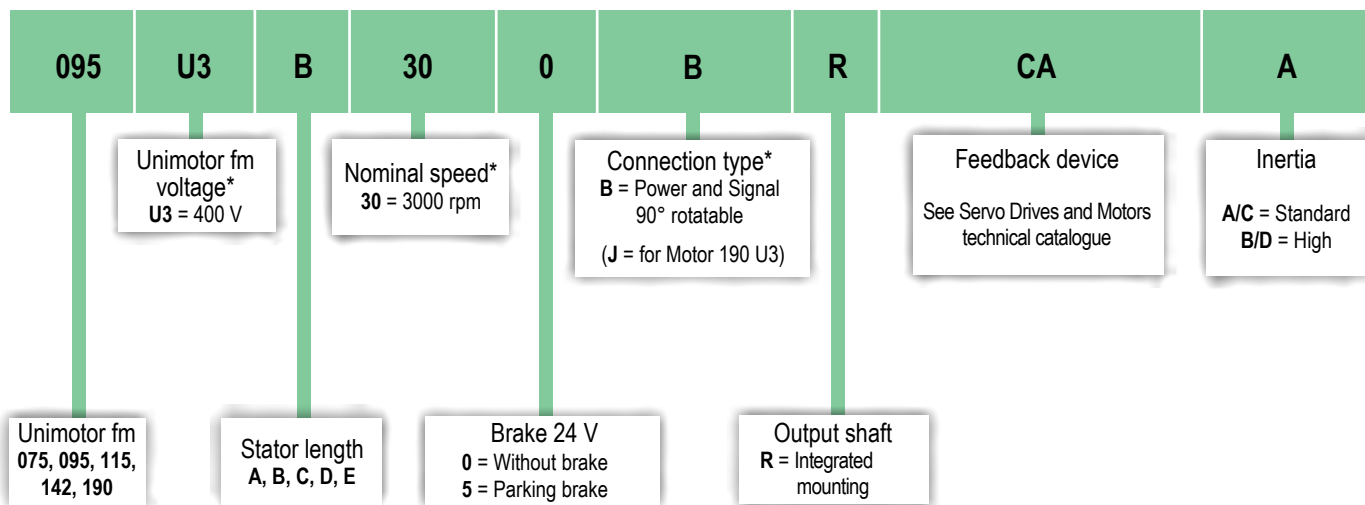 095 U3 B 30 0 B R CA A
Unimotor fm
voltage*
U3 = 400 V
Nominal speed*
30 = 3000 rpm
Connection type*
B = Power and Signal
90° rotatable
(J = for Motor 190 U3)
Feedback device
See Servo Drives and Motors
technical catalogue
Inertia
A/C = Standard
B/D = High
Unimotor fm
075, 095, 115,
142, 190
Stator length
A, B, C, D, E
Brake 24 V
0 = Without brake
5 = Parking brake
Output shaft
R = Integrated
mounting